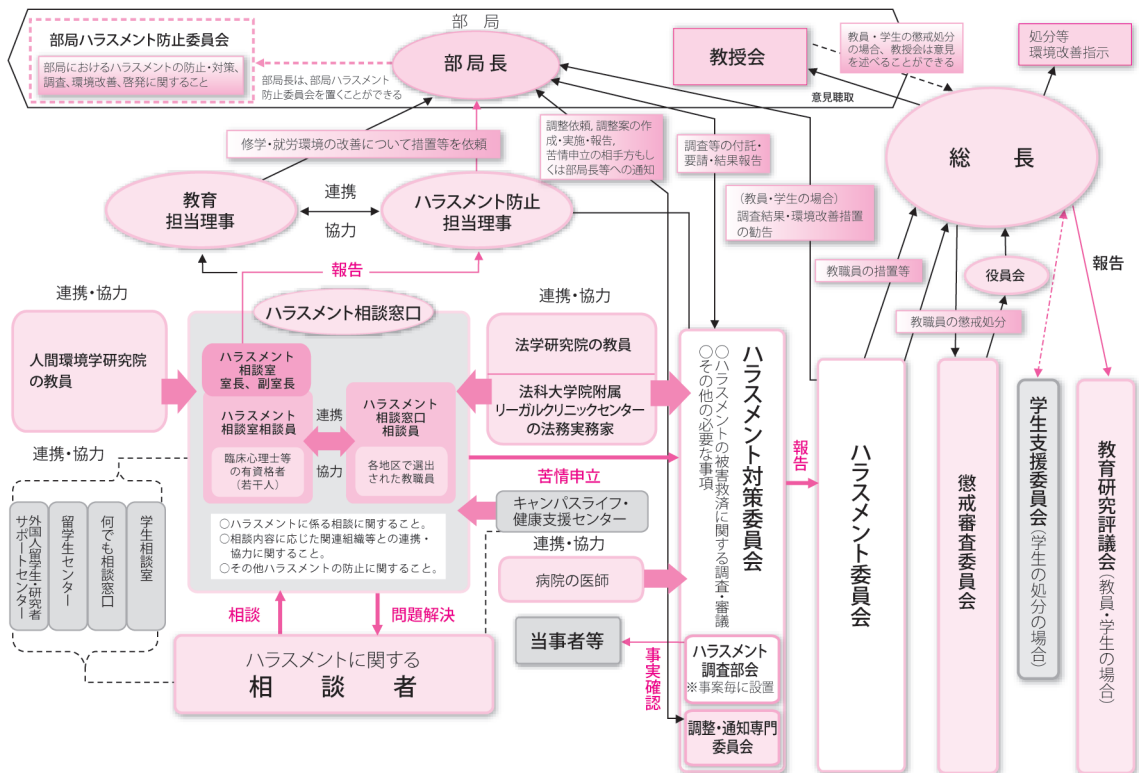 部 局
部局ハラスメント防止委員会
部局におけるハラスメントの防止・対策、
調査、環境改善、啓発に関すること
部局長は、部局ハラスメント
防止委員会を置くことができる
部局長
教授会
教員・学生の懲戒処分
の場合、教授会は意見
を述べることができる
意見聴取
処分等
環境改善指示
総 長
修学・就労環境の改善について措置等を依頼
調整依頼, 調整案の作
成・実施・報告,
苦情申立の相手方もし
くは部局長等への通知
調査等の付託・
要請・結果報告
(教員・学生の場合)
調査結果・環境改善措置
の勧告
教育
担当理事
連携
協力
ハラスメント防止
担当理事
報告
教職員の措置等
役員会
教職員の懲戒処分
報告
連携・協力
人間環境学研究院
の教員
ハラスメント相談窓口
ハラスメント
相談室
室長、副室長
ハラスメント
相談室相談員
臨床心理士等
の有資格者
(若干人)
連携
協力
ハラスメント
相談窓口
相談員
各地区で選出
された教職員
○ハラスメントに係る相談に関すること。
○相談内容に応じた関連組織等との連携・
協力に関すること。
○その他ハラスメントの防止に関すること。
連携・協力
法学研究院の教員
法科大学院附属
リーガルクリニックセンター
の法務実務家
苦情申立
キャンパスライフ・
健康支援センター
連携・協力
病院の医師
連携・協力
外国人留学生・研究者
サポートセンター
留学生センター
何でも相談窓口
学生相談室
相談
問題解決
ハラスメントに関する
相 談 者
当事者等
事実確認
ハラスメント対策委員会
○ハラスメントの被害救済に関する調査・審議
○その他の必要な事項
ハラスメント
調査部会
※事案毎に設置
調整・通知専門
委員会
報告
ハラスメント委員会
懲戒審査委員会
学生支援委員会(学生の処分の場合)
教育研究評議会(教員・学生の場合)